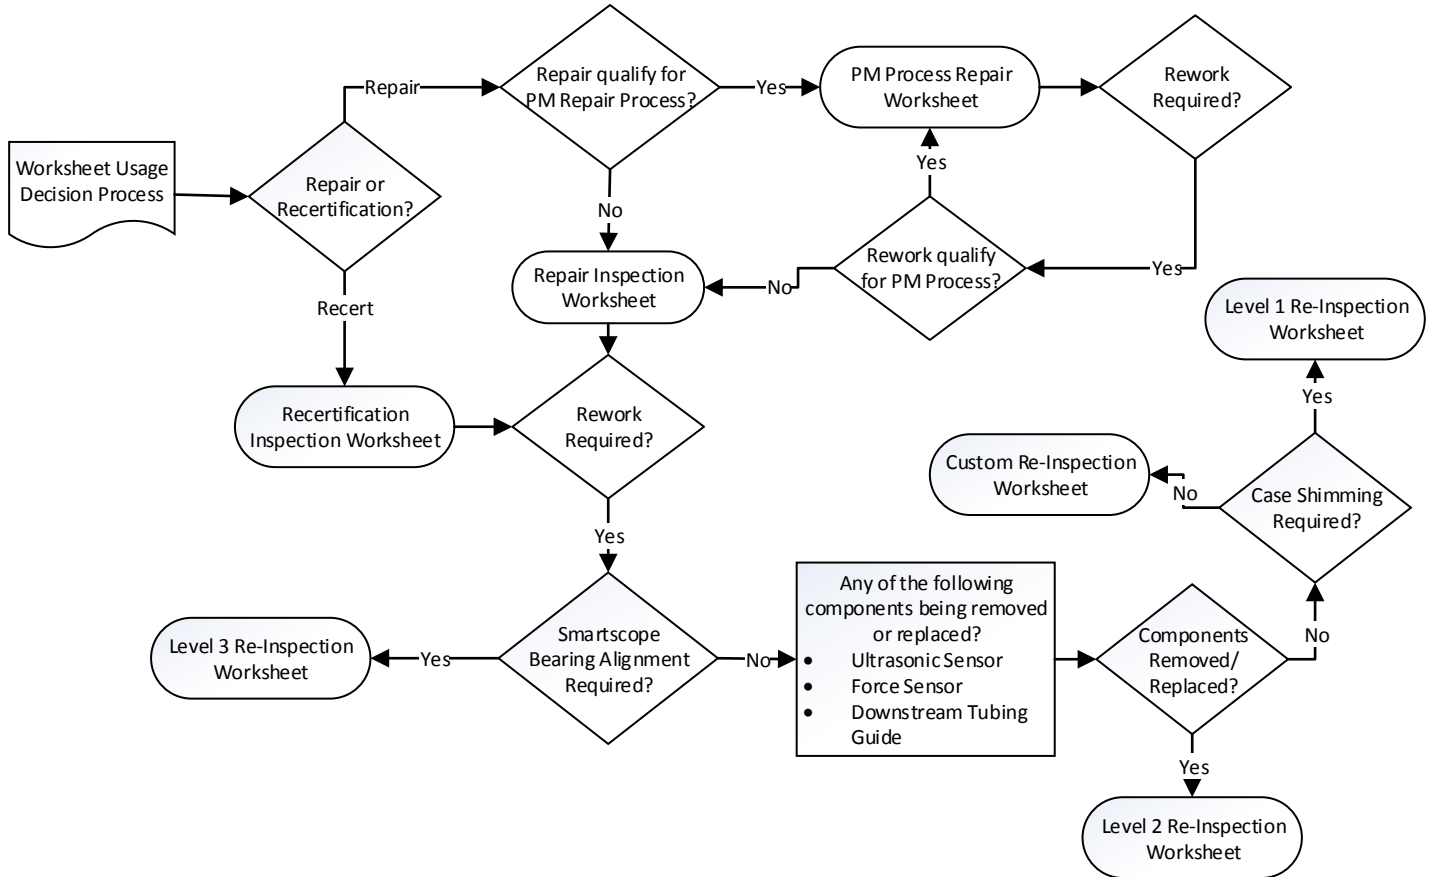 Repair qualify for
PM Repair Process?
PM Process Repair
Worksheet
Rework
Required?
Repair
Yes
Worksheet Usage
Decision Process
Repair or
Recertification?
Yes
No
Rework qualify
for PM Process?
Yes
No
Repair Inspection
Worksheet
Recert
Level 1 Re-Inspection
Worksheet
Yes
Recertification
Inspection Worksheet
Rework
Required?
Custom Re-Inspection
Worksheet
No
Case Shimming
Required?
Yes
Any of the following
components being removed
or replaced?
• Ultrasonic Sensor
• Force Sensor
• Downstream Tubing
Guide
Level 3 Re-Inspection
Worksheet
Yes
Smartscope
Bearing Alignment
Required?
No
Components
Removed/
Replaced?
No
Yes
Level 2 Re-Inspection
Worksheet